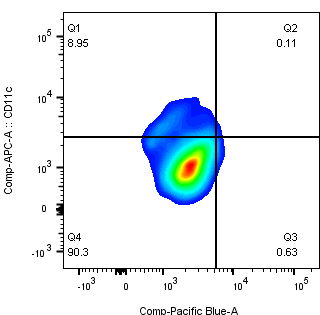 Q1
8.95
Q2
0.11
Q4
90.3
Q3
0.63
10^5
10^4
10^3
0
-10^3
-10^3
0
10^3
10^4
10^5
Comp-APC-A :: CD11c
Comp-Pacific Blue-A